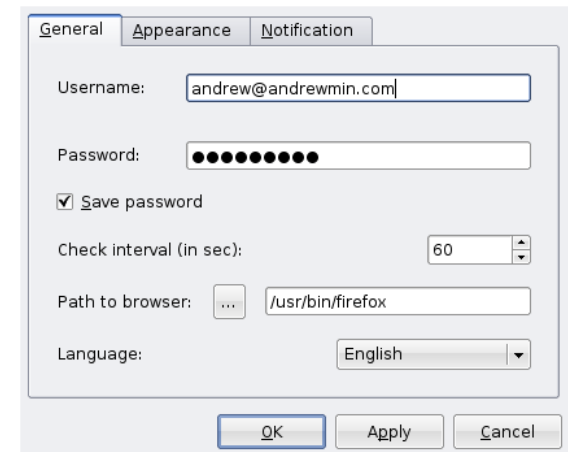 General Appearance Notification
Username: andrew@andrewmin.com
Password: ●●●●●●●●●
Save password
Check interval (in sec): 60
Path to browser: ... /usr/bin/firefox
Language: English
OK Apply Cancel